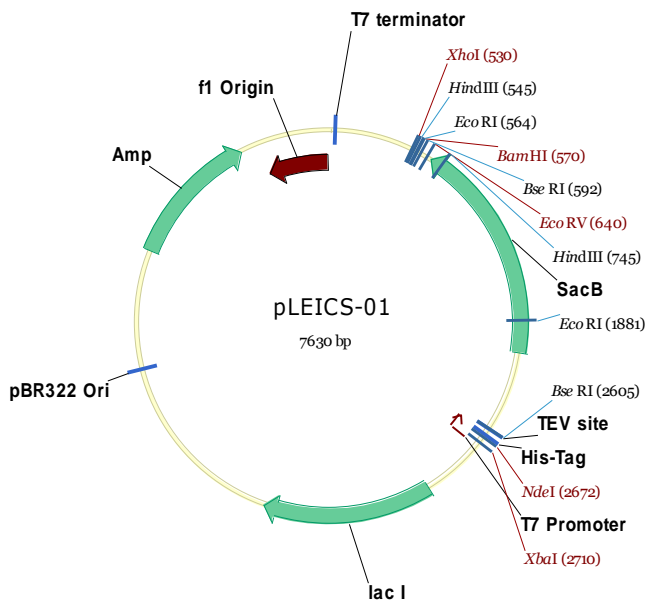 T7 terminator
XhoI (530)
HindIII (545)
f1 Origin
EcoRI (564)
Amp
BamHI (570)
BseRI (592)
EcoRV (640)
HindIII (745)
SacB
pLEICS-01
7630 bp
EcoRI (1881)
pBR322 Ori
BseRI (2605)
TEV site
His-Tag
NdeI (2672)
T7 Promoter
XbaI (2710)
lac I